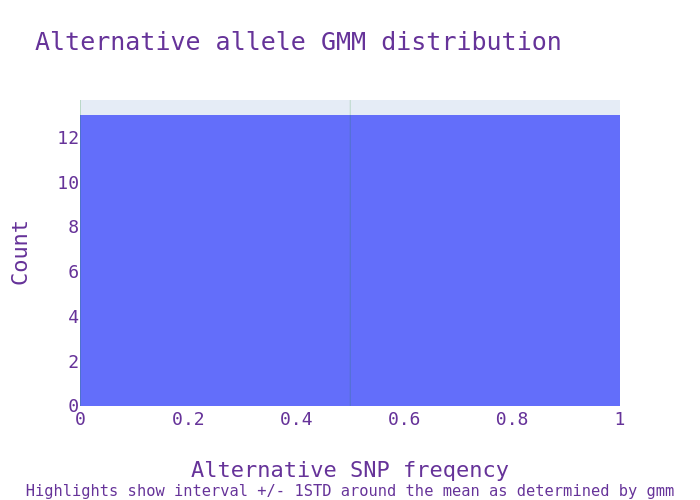 Alternative allele GMM distribution
Count
12
10
8
6
4
2
0
0 0.2 0.4 0.6 0.8 1
Alternative SNP freqency
Highlights show interval +/- 1STD around the mean as determined by gmm